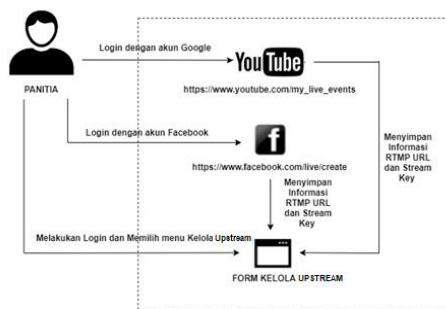 Login dengan akun Google
YouTube
PANITIA
https://www.youtube.com/my_live_events
Login dengan akun Facebook
f
https://www.facebook.com/live/create
Menyimpan
Informasi
RTMP URL
dan Stream
Key
Menyimpan
Informasi
RTMP URL
dan Stream
Key
Melakukan Login dan Memilih menu Kelola Upstream
FORM KELOLA UPSTREAM